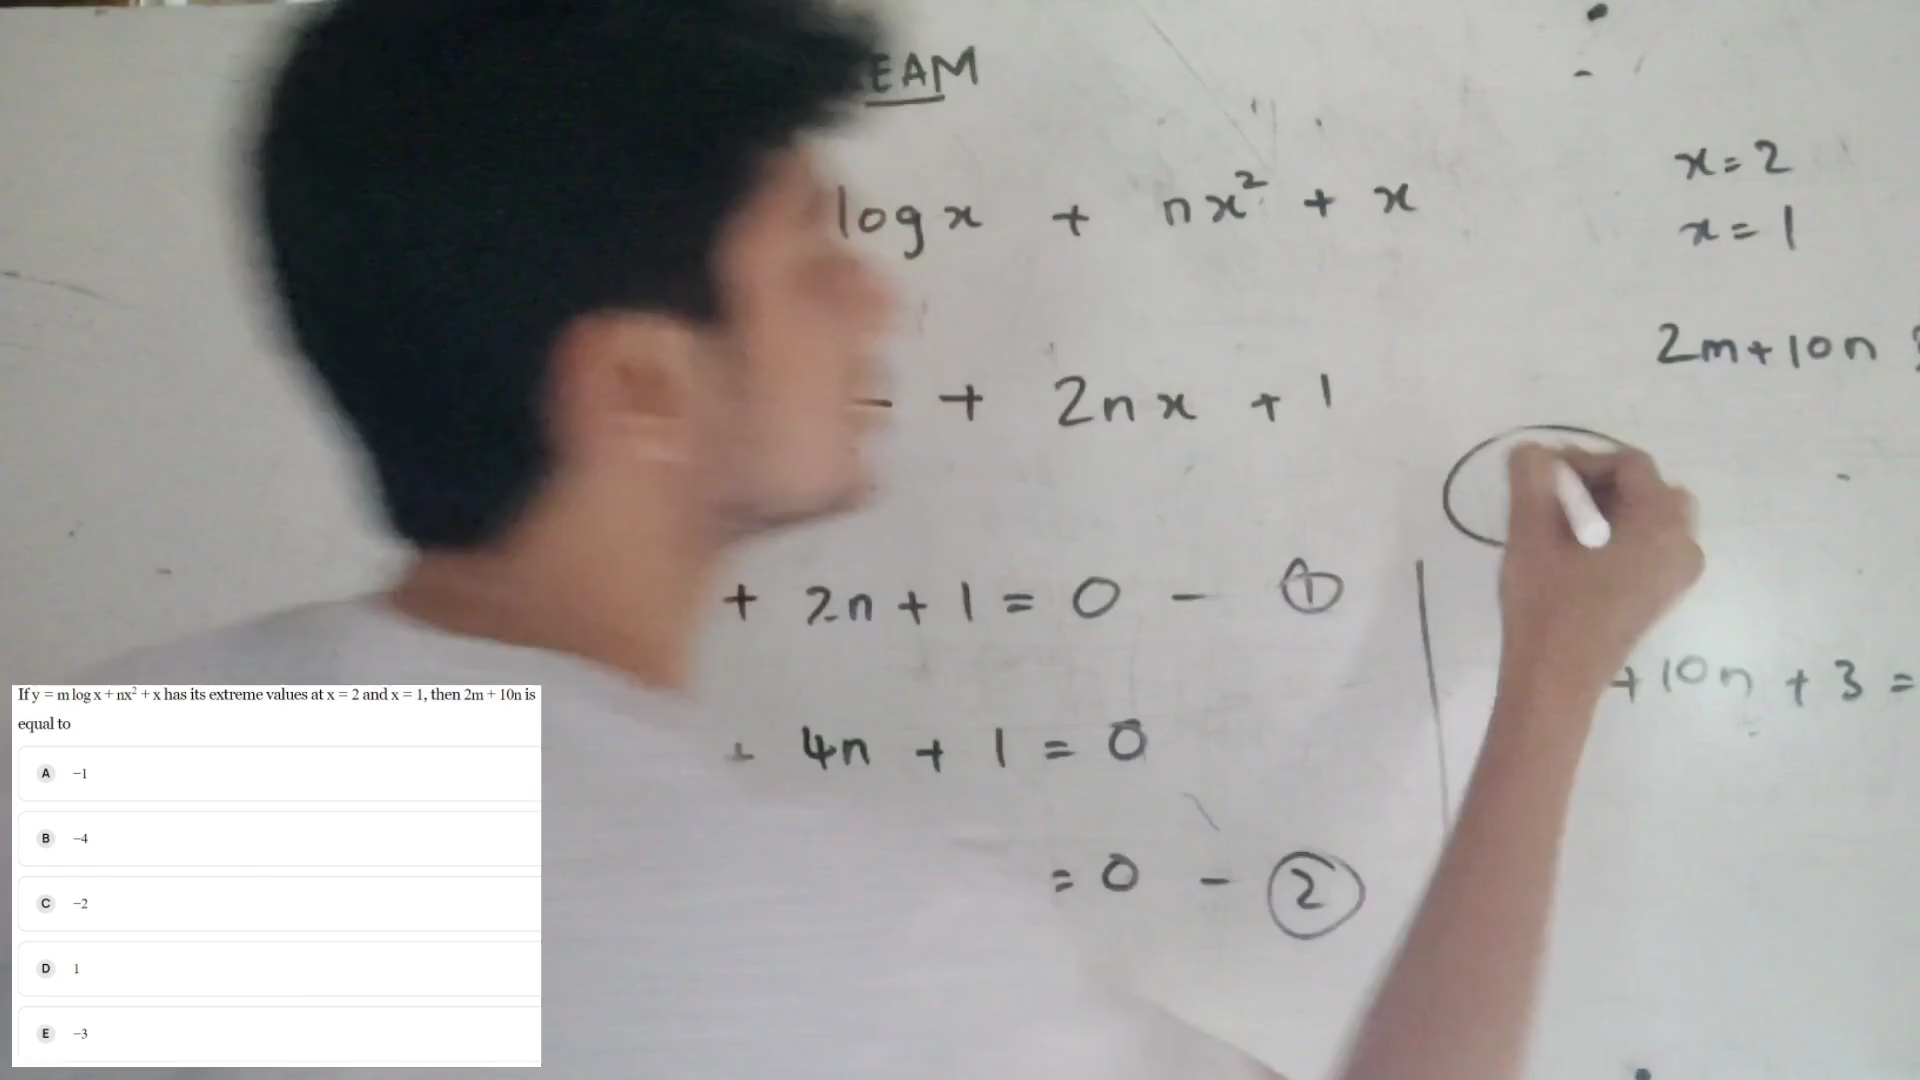 EAM
log x + nx² + x
x = 2
x = 1
2m + 10n
- + 2nx + 1
+ 2n + 1 = 0 - ①
+ 10n + 3 =
+ 4n + 1 = 0
= 0 - ②
If y = m log x + nx² + x has its extreme values at x = 2 and x = 1, then 2m + 10n is
equal to
A −1
B −4
C −2
D 1
E −3